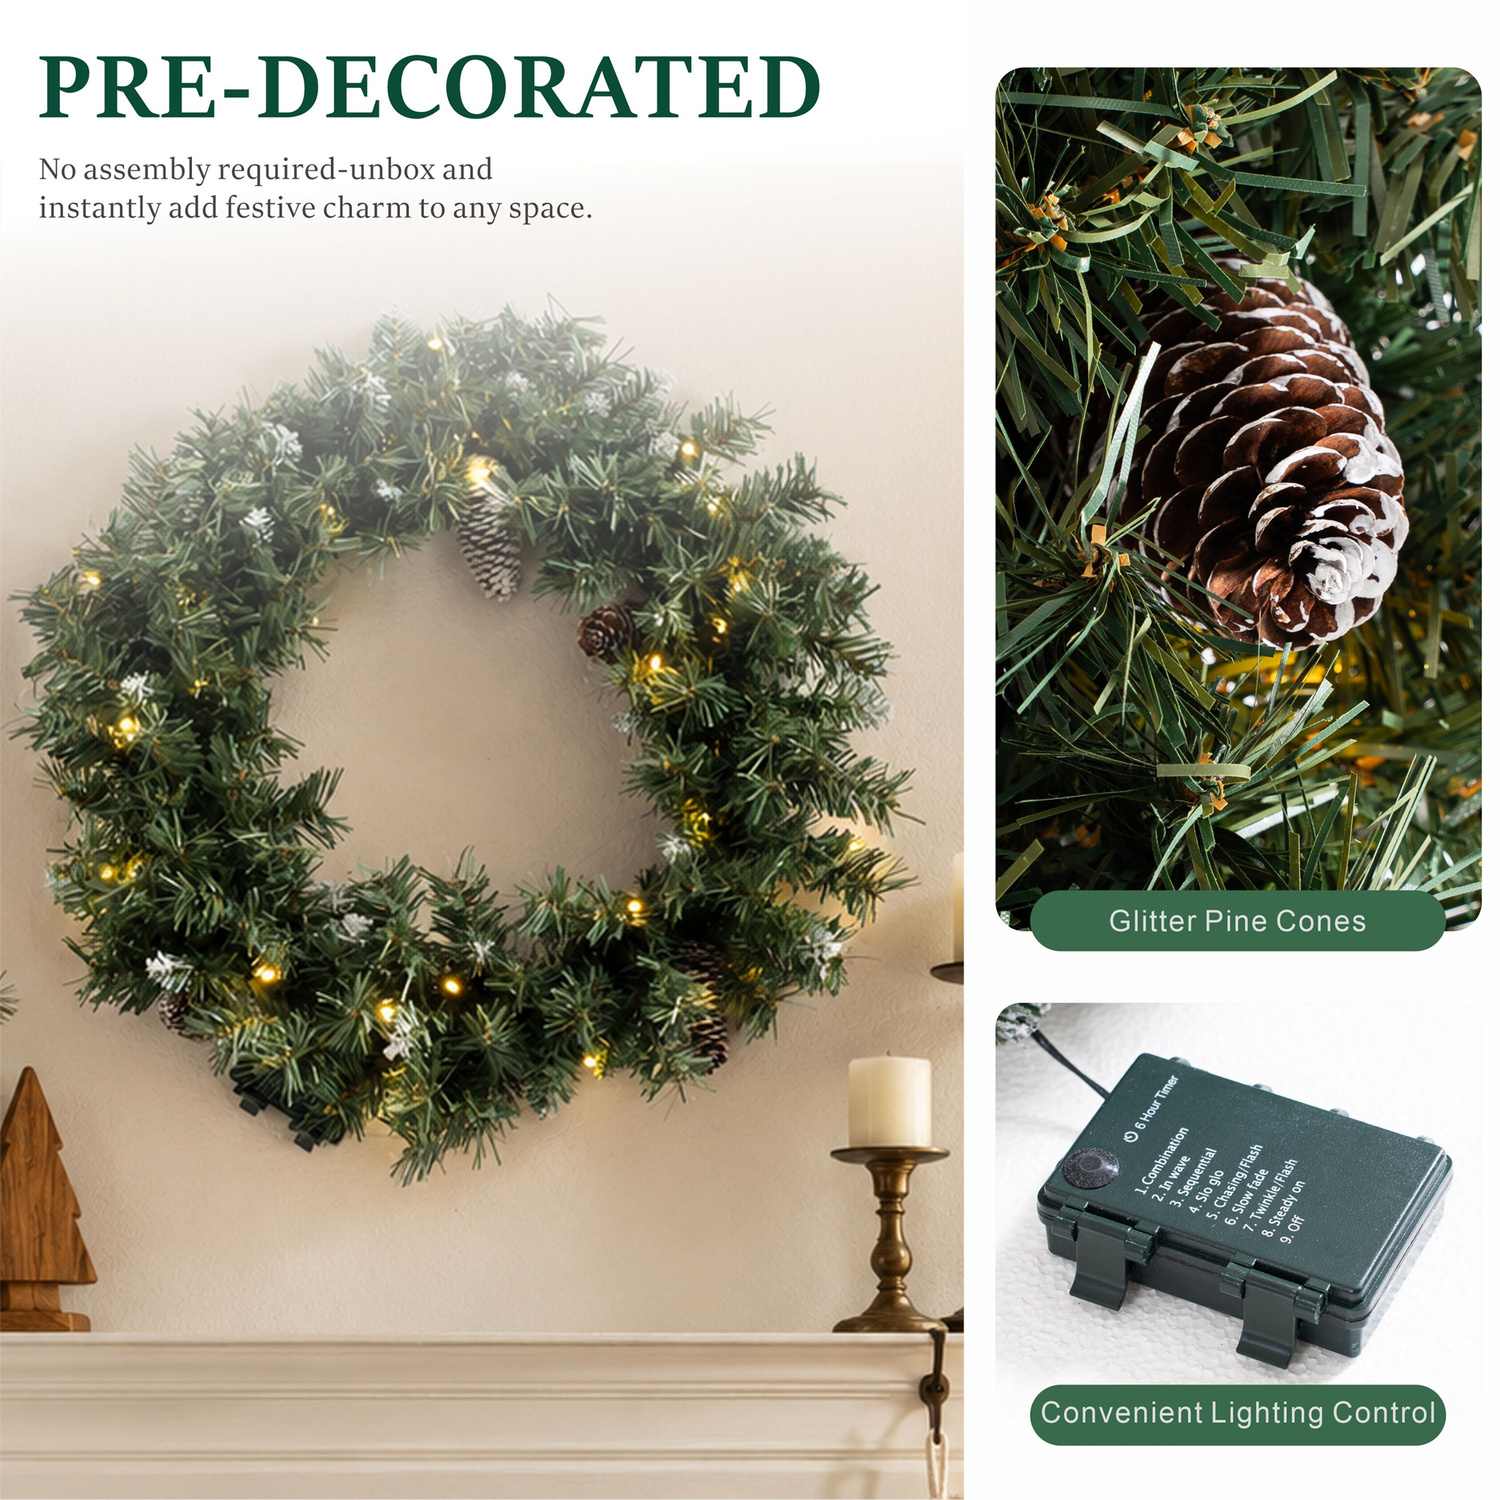 PRE-DECORATED
No assembly required-unbox and
instantly add festive charm to any space.
Glitter Pine Cones
6 Hour Timer
1. Combination
2. In wave
3. Sequential
4. Slo glo
5. Chasing/Flash
6. Slow fade
7. Twinkle/Flash
8. Steady on
9. Off
Convenient Lighting Control